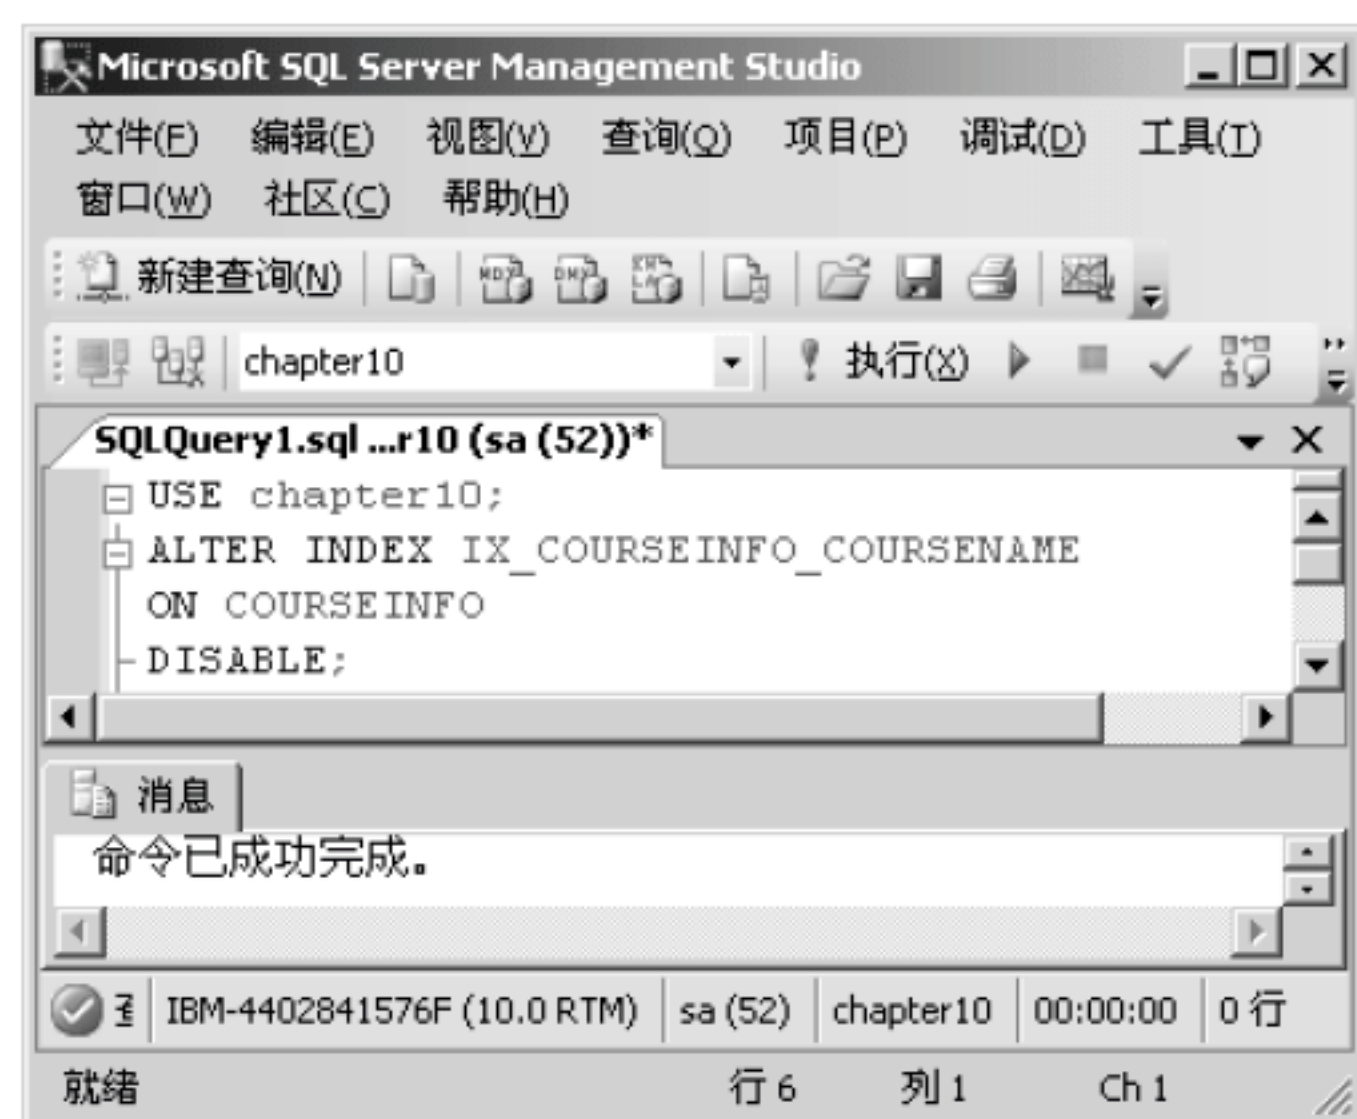 Microsoft SQL Server Management Studio
文件(F) 编辑(E) 视图(V) 查询(Q) 项目(P) 调试(D) 工具(T)
窗口(W) 社区(C) 帮助(H)
新建查询(N)
chapter10 执行(X)
SQLQuery1.sql ...r10 (sa (52))*
USE chapter10;
ALTER INDEX IX_COURSEINFO_COURSENAME
ON COURSEINFO
DISABLE;
消息
命令已成功完成。
IBM-4402841576F (10.0 RTM) sa (52) chapter10 00:00:00 0 行
就绪 行 6 列 1 Ch 1